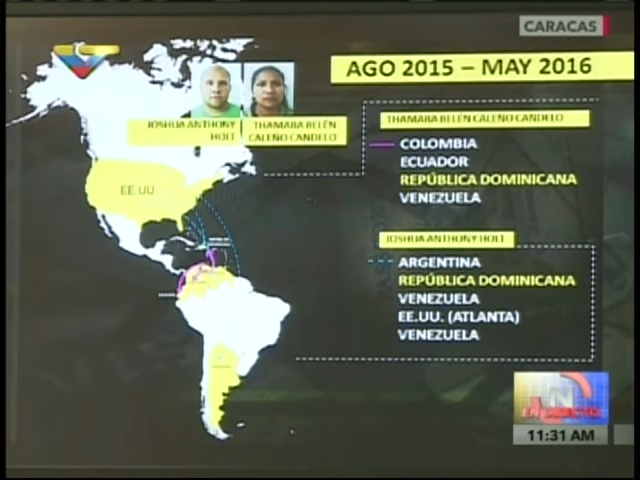 CARACAS
AGO 2015 – MAY 2016
JOSHUA ANTHONY
HOLT
THAMARA BELÉN
CALEÑO CANDELO
THAMARA BELÉN CALEÑO CANDELO
COLOMBIA
ECUADOR
REPÚBLICA DOMINICANA
VENEZUELA
EE.UU
JOSHUA ANTHONY HOLT
ARGENTINA
REPÚBLICA DOMINICANA
VENEZUELA
EE.UU. (ATLANTA)
VENEZUELA
EN DIRECTO
11:31 AM